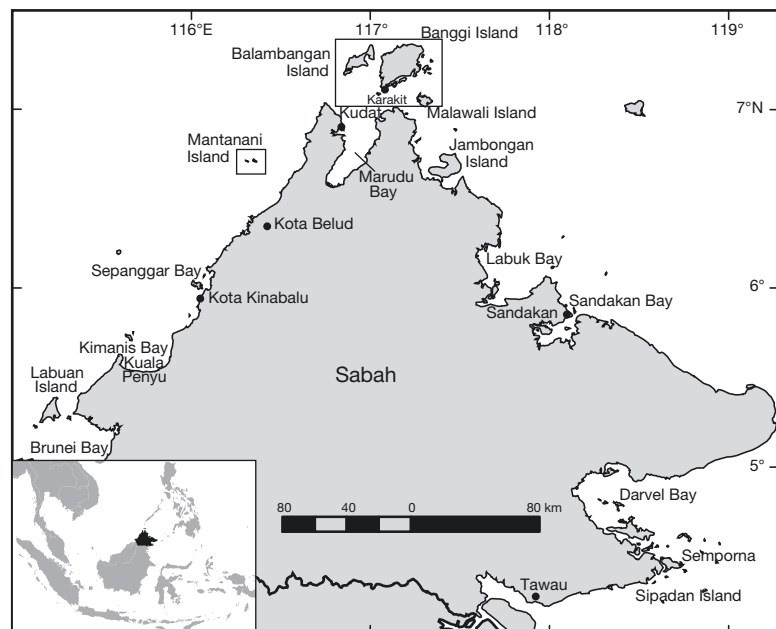 116°E
117°
118°
119°
Banggi Island
Balambangan
Island
Karakit
Kudat
Malawali Island
7°N
Mantanani
Island
Jambongan
Island
Marudu
Bay
Kota Belud
Labuk Bay
Sepanggar Bay
6°
Kota Kinabalu
Sandakan Bay
Sandakan
Kimanis Bay
Kuala
Penyu
Labuan
Island
Sabah
Brunei Bay
5°
Darvel Bay
80
40
0
80 km
Semporna
Tawau
Sipadan Island